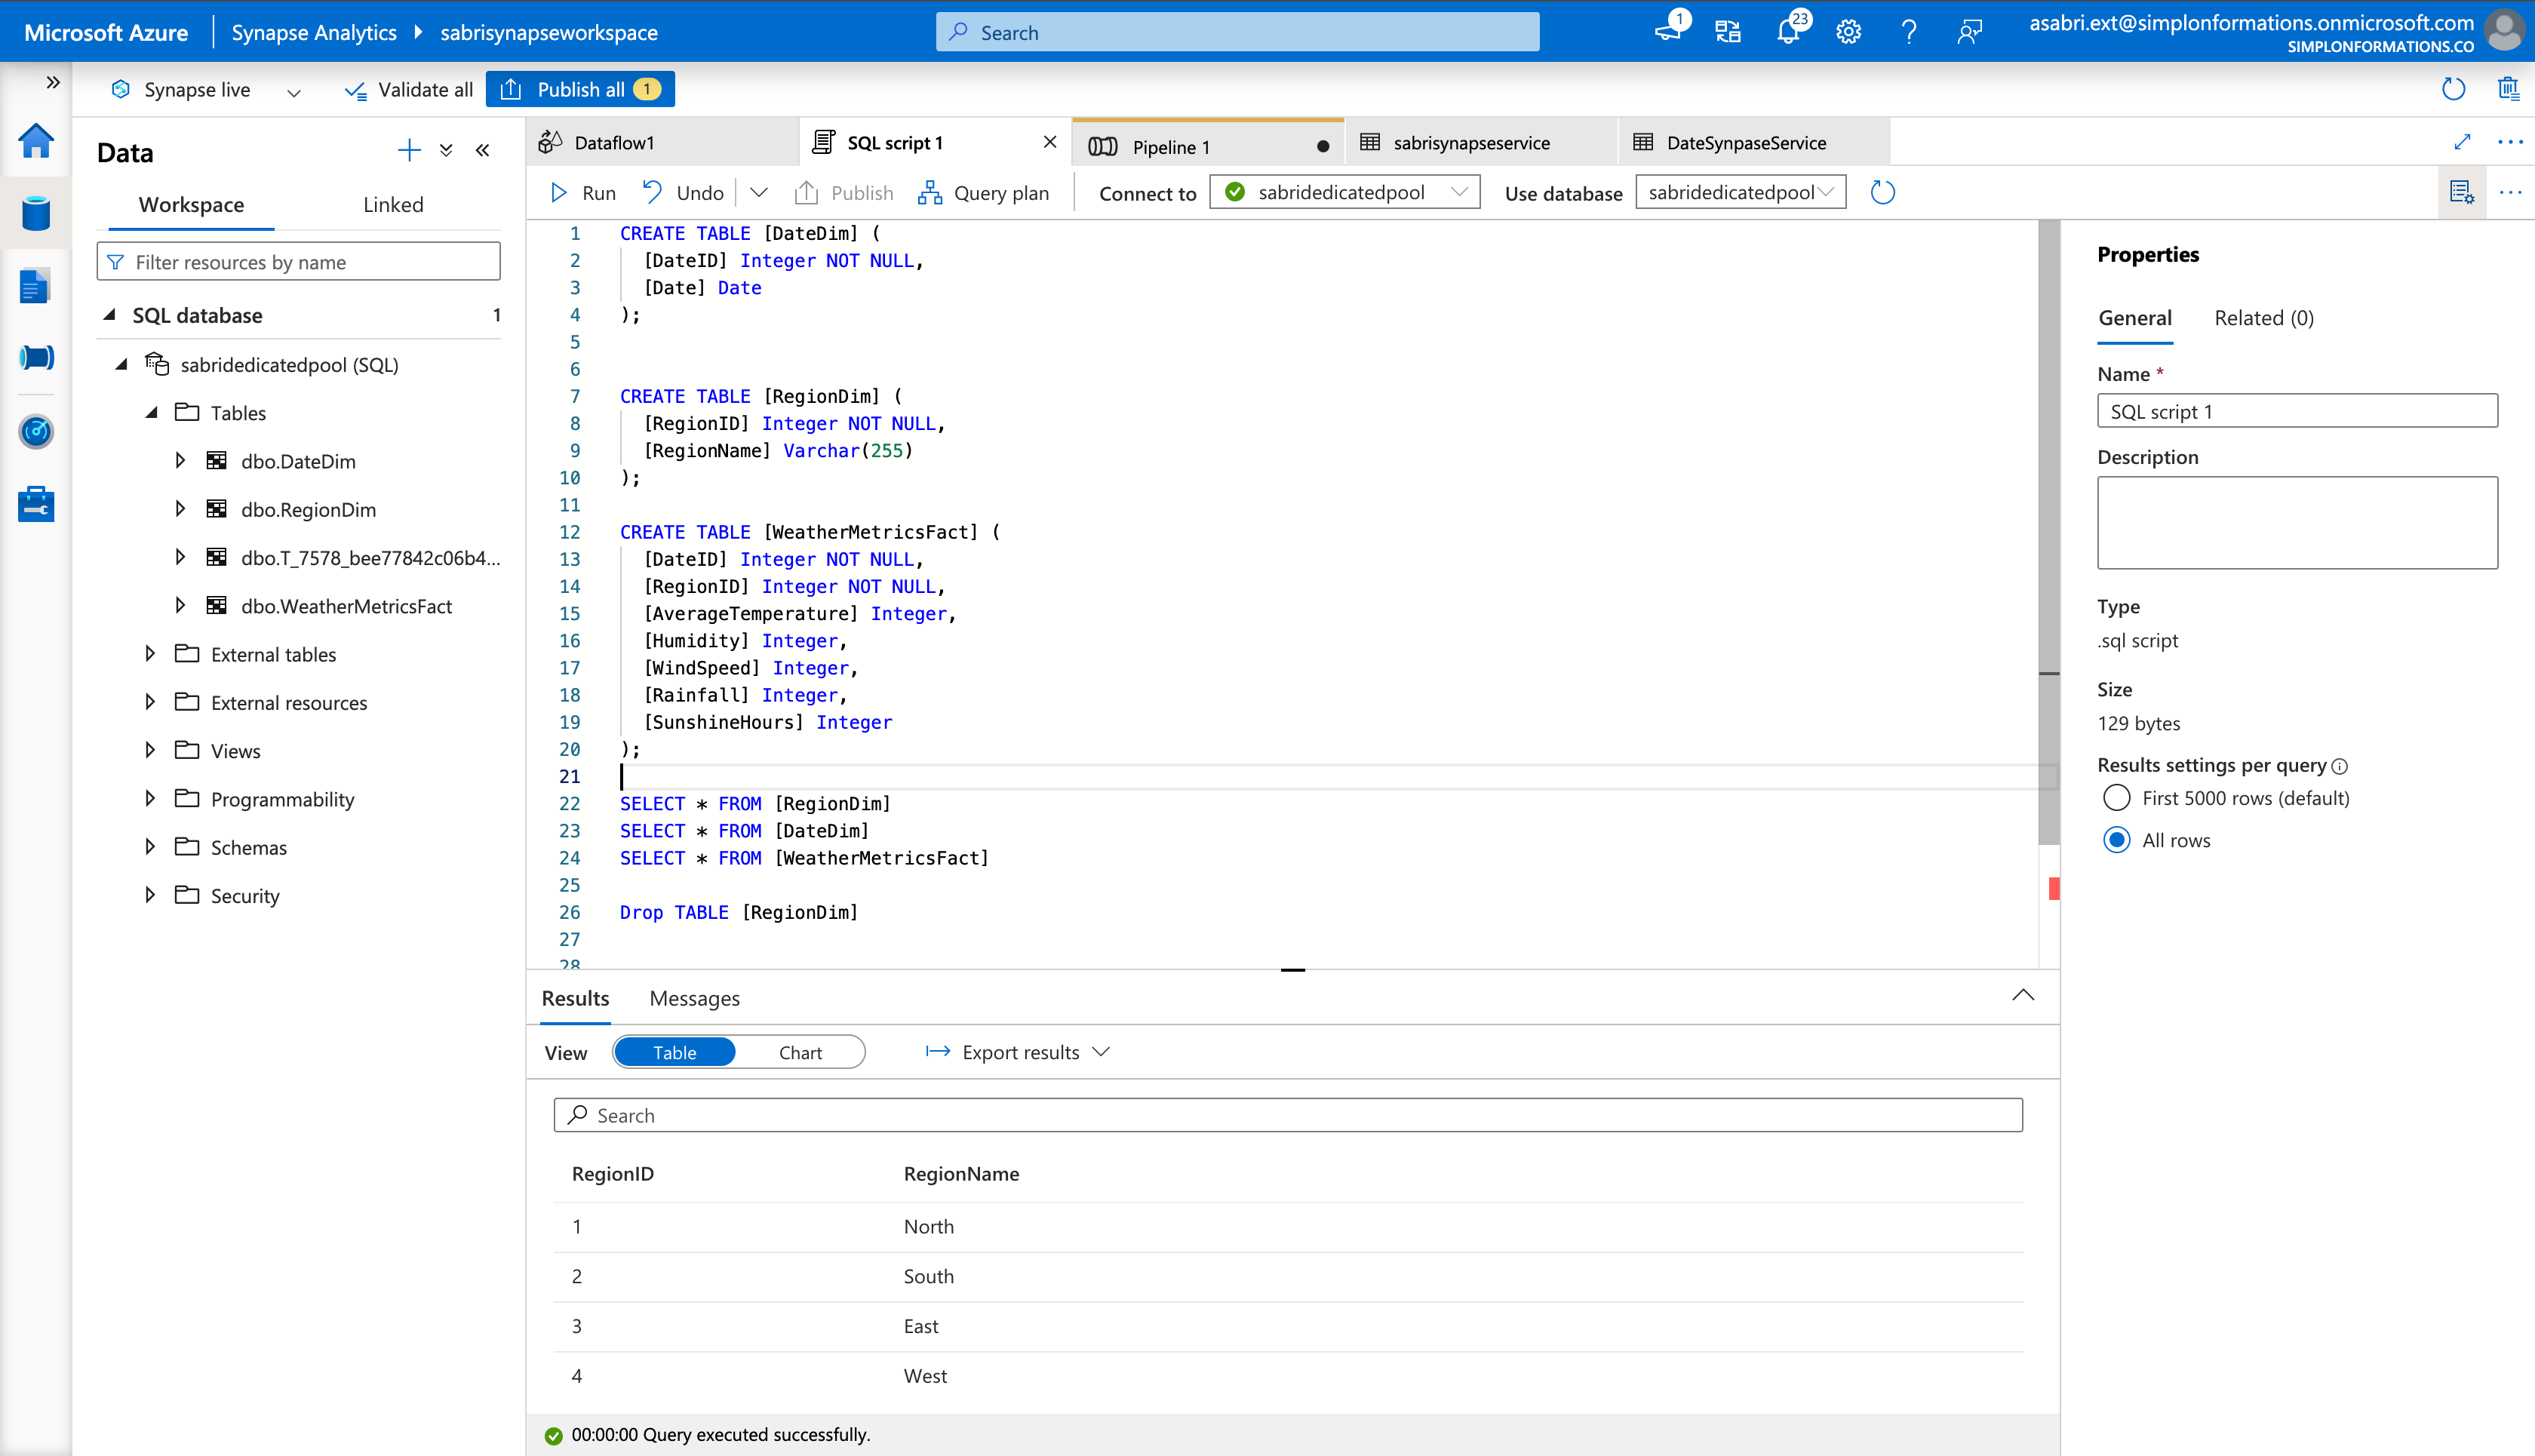 Microsoft Azure
Synapse Analytics
sabrisynapseworkspace
Search
1
23
asabri.ext@simplonformations.onmicrosoft.com
SIMPLONFORMATIONS.CO
Synapse live
Validate all
Publish all 1
Data
Workspace
Linked
Filter resources by name
SQL database 1
sabridedicatedpool (SQL)
Tables
dbo.DateDim
dbo.RegionDim
dbo.T_7578_bee77842c06b4...
dbo.WeatherMetricsFact
External tables
External resources
Views
Programmability
Schemas
Security
Dataflow1
SQL script 1
Pipeline 1
sabrisynapseservice
DateSynpaseService
Run
Undo
Publish
Query plan
Connect to
sabridedicatedpool
Use database
sabridedicatedpool
1 CREATE TABLE [DateDim] (
2 [DateID] Integer NOT NULL,
3 [Date] Date
4 );
5
6
7 CREATE TABLE [RegionDim] (
8 [RegionID] Integer NOT NULL,
9 [RegionName] Varchar(255)
10 );
11
12 CREATE TABLE [WeatherMetricsFact] (
13 [DateID] Integer NOT NULL,
14 [RegionID] Integer NOT NULL,
15 [AverageTemperature] Integer,
16 [Humidity] Integer,
17 [WindSpeed] Integer,
18 [Rainfall] Integer,
19 [SunshineHours] Integer
20 );
21
22 SELECT * FROM [RegionDim]
23 SELECT * FROM [DateDim]
24 SELECT * FROM [WeatherMetricsFact]
25
26 Drop TABLE [RegionDim]
27
28
Results
Messages
View
Table
Chart
Export results
Search
RegionID RegionName
1 North
2 South
3 East
4 West
00:00:00 Query executed successfully.
Properties
General
Related (0)
Name *
SQL script 1
Description
Type
.sql script
Size
129 bytes
Results settings per query
First 5000 rows (default)
All rows